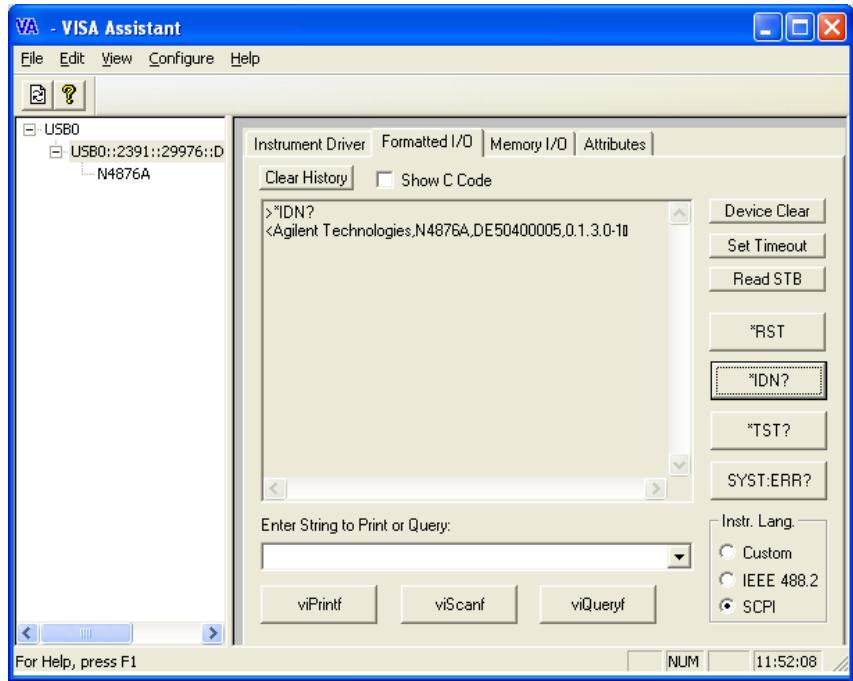 VA - VISA Assistant
File Edit View Configure Help
USB0
USB0::2391::29976::D
N4876A
Instrument Driver Formatted I/O Memory I/O Attributes
Clear History Show C Code
>*IDN?
<Agilent Technologies,N4876A,DE50400005,0.1.3.0-1
Device Clear
Set Timeout
Read STB
*RST
*IDN?
*TST?
SYST:ERR?
Enter String to Print or Query:
viPrintf viScanf viQueryf
Instr. Lang.
Custom
IEEE 488.2
SCPI
For Help, press F1 NUM 11:52:08